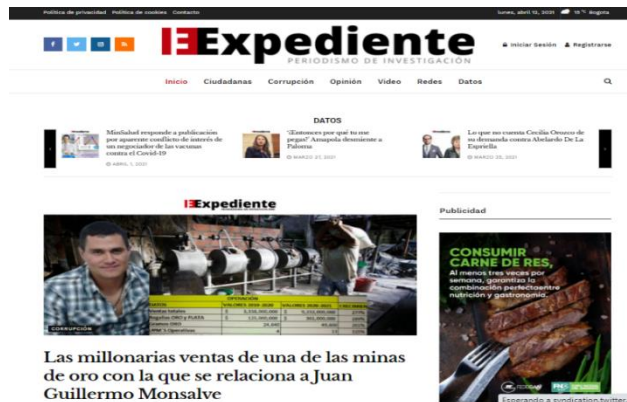 Política de privacidad Política de cookies Contacto
lunes, abril 12, 2021 18 °C Bogota
Expediente
PERIODISMO DE INVESTIGACIÓN
Iniciar Sesión Registrarse
Inicio Ciudadanas Corrupción Opinión Video Redes Datos
DATOS
MinSalud responde a publicación
por aparente conflicto de interés de
un negociador de las vacunas
contra el Covid-19
ABRIL 1, 2021
'¿Entonces por qué tu me
pegas?' Amapola desmiente a
Paloma
MARZO 27, 2021
Lo que no cuenta Cecilia Orozco de
su demanda contra Abelardo De La
Espriella
MARZO 25, 2021
Expediente
OPERACIÓN
CORRUPCIÓN
Las millonarias ventas de una de las minas
de oro con la que se relaciona a Juan
Guillermo Monsalve
Publicidad
CONSUMIR
CARNE DE RES,
Al menos tres veces por
semana, garantiza la
combinación perfectaentre
nutrición y gastronomía.
Esperando a syndication.twitter